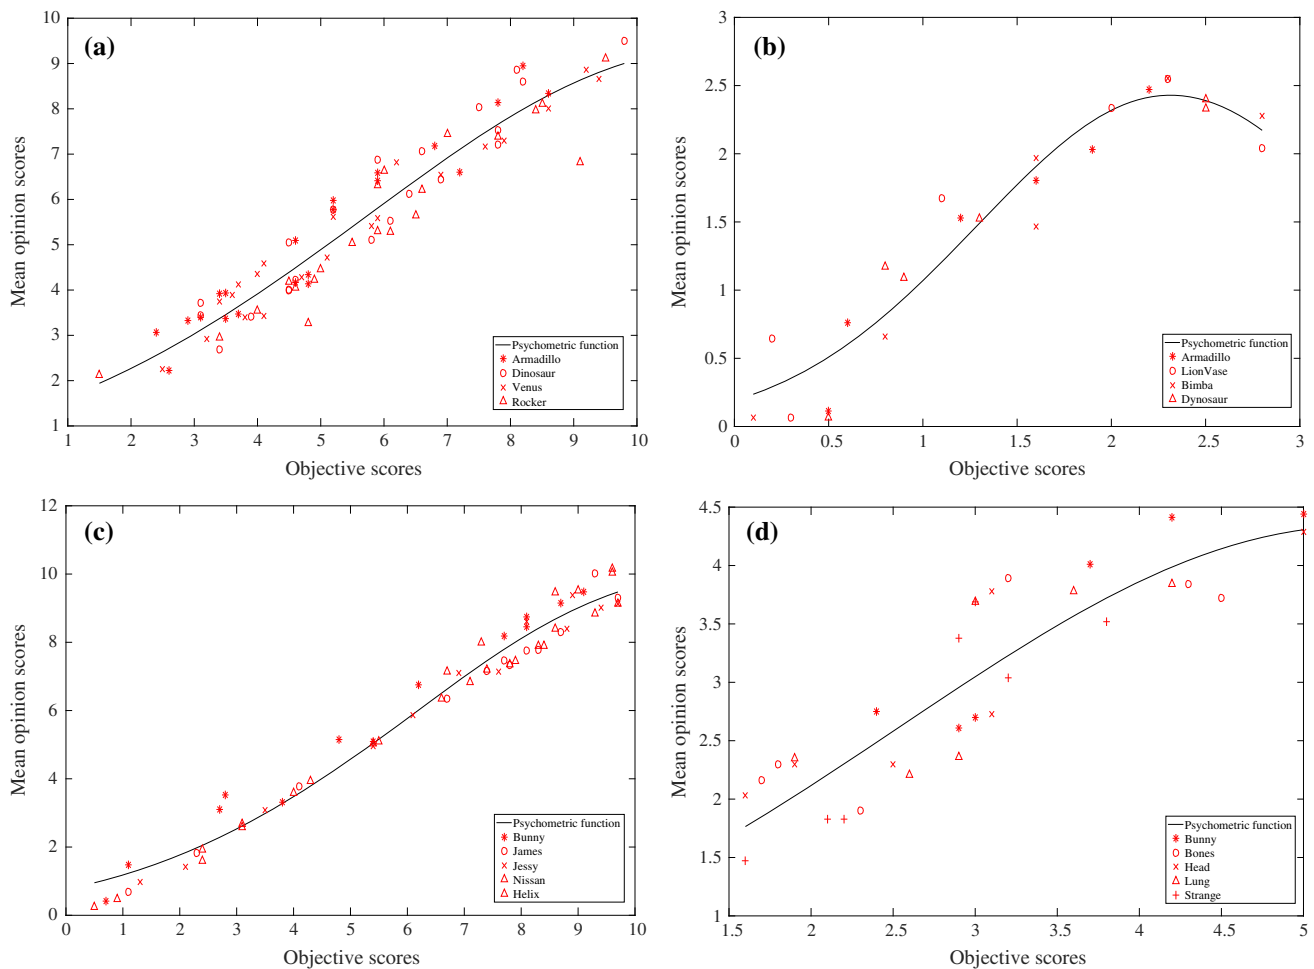 (a)
10
9
8
7
6
5
4
3
2
1
Mean opinion scores
1 2 3 4 5 6 7 8 9 10
Objective scores
Psychometric function
Armadillo
Dinosaur
Venus
Rocker
(b)
3
2.5
2
1.5
1
0.5
0
Mean opinion scores
0 0.5 1 1.5 2 2.5 3
Objective scores
Psychometric function
Armadillo
LionVase
Bimba
Dynosaur
(c)
12
10
8
6
4
2
0
Mean opinion scores
0 1 2 3 4 5 6 7 8 9 10
Objective scores
Psychometric function
Bunny
James
Jessy
Nissan
Helix
(d)
4.5
4
3.5
3
2.5
2
1.5
1
Mean opinion scores
1.5 2 2.5 3 3.5 4 4.5 5
Objective scores
Psychometric function
Bunny
Bones
Head
Lung
Strange